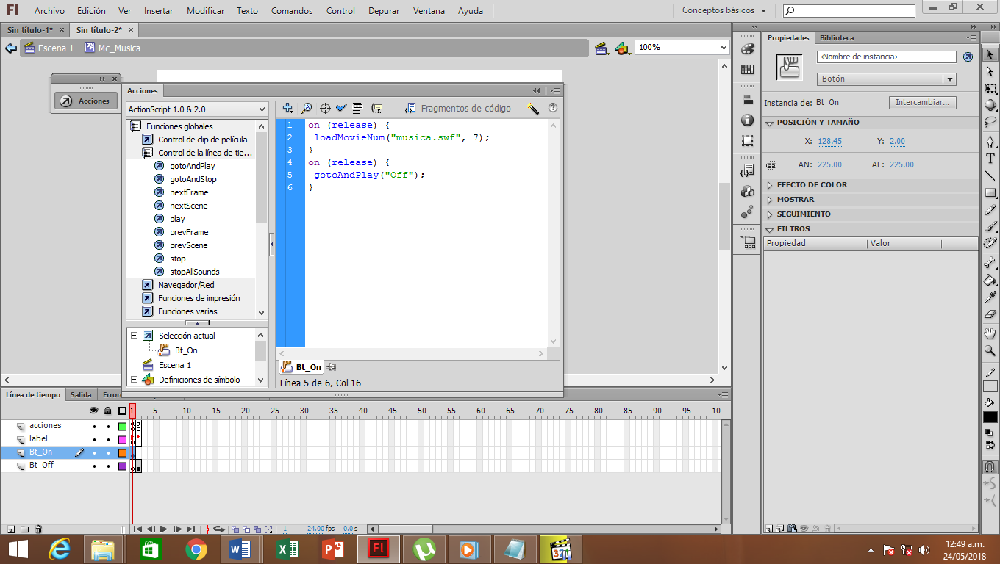 Fl Archivo Edición Ver Insertar Modificar Texto Comandos Control Depurar Ventana Ayuda Conceptos básicos
Sin título-1* × Sin título-2* ×
Escena 1 Mc_Musica 100%
Acciones
Acciones
ActionScript 1.0 & 2.0
Funciones globales
Control de clip de película
Control de la línea de tie...
gotoAndPlay
gotoAndStop
nextFrame
nextScene
play
prevFrame
prevScene
stop
stopAllSounds
Navegador/Red
Funciones de impresión
Funciones varias
Selección actual
Bt_On
Escena 1
Definiciones de símbolo
Fragmentos de código
1 on (release) {
2 loadMovieNum("musica.swf", 7);
3 }
4 on (release) {
5 gotoAndPlay("Off");
6 }
Bt_On
Línea 5 de 6, Col 16
Propiedades Biblioteca
<Nombre de instancia>
Botón
Instancia de: Bt_On Intercambiar...
POSICIÓN Y TAMAÑO
X: 128.45 Y: 2.00
AN: 225.00 AL: 225.00
EFECTO DE COLOR
MOSTRAR
SEGUIMIENTO
FILTROS
Propiedad Valor
Línea de tiempo Salida Errore
1 5 10 15 20 25 30 35 40 45 50 55 60 65 70 75 80 85 90 95 10
acciones
label
Bt_On
Bt_Off
1 24.00 fps 0.0 s
12:49 a.m.
24/05/2018